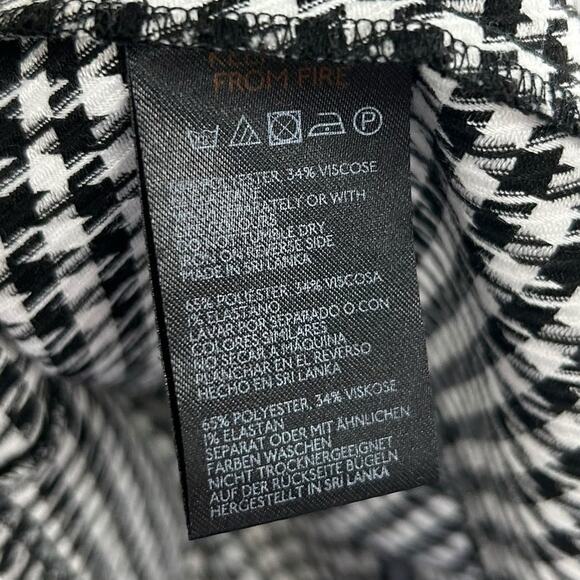 KEEP
FROM FIRE
POLYESTER, 34% VISCOSE
SEPARATELY OR WITH
DO NOT TUMBLE DRY
IRON ON REVERSE SIDE
MADE IN SRI LANKA
65% POLIESTER, 34% VISCOSA
1% ELASTANO
LAVAR POR SEPARADO O CON
COLORES SIMILARES
NO SECAR A MÁQUINA
PLANCHAR EN EL REVERSO
HECHO EN SRI LANKA
65% POLYESTER, 34% VISKOSE
1% ELASTAN
SEPARAT ODER MIT ÄHNLICHEN
FARBEN WASCHEN
NICHT TROCKNERGEEIGNET
AUF DER RÜCKSEITE BÜGELN
HERGESTELLT IN SRI LANKA